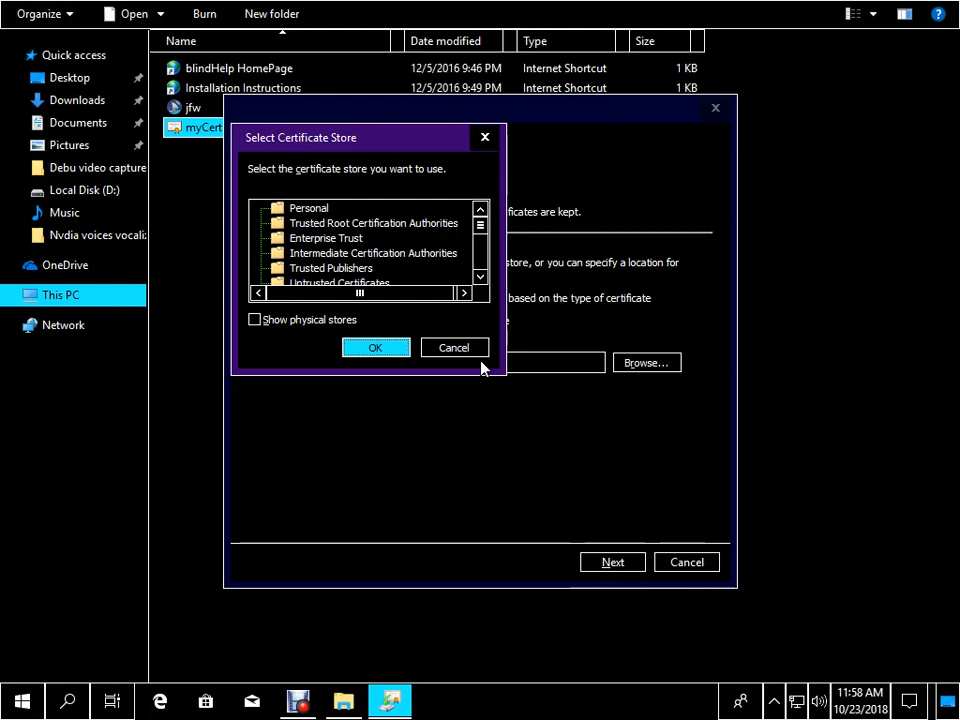 Organize
Open
Burn
New folder
Name
Date modified
Type
Size
Quick access
Desktop
Downloads
Documents
Pictures
Debu video capture
Local Disk (D:)
Music
Nvdia voices vocali:
OneDrive
This PC
Network
blindHelp HomePage 12/5/2016 9:46 PM Internet Shortcut 1 KB
Installation Instructions 12/5/2016 9:49 PM Internet Shortcut 1 KB
jfw
myCert
Select Certificate Store
Select the certificate store you want to use.
Personal
Trusted Root Certification Authorities
Enterprise Trust
Intermediate Certification Authorities
Trusted Publishers
Untrusted Certificates
Show physical stores
OK
Cancel
ficates are kept.
store, or you can specify a location for
based on the type of certificate
Browse...
Next
Cancel
11:58 AM
10/23/2018